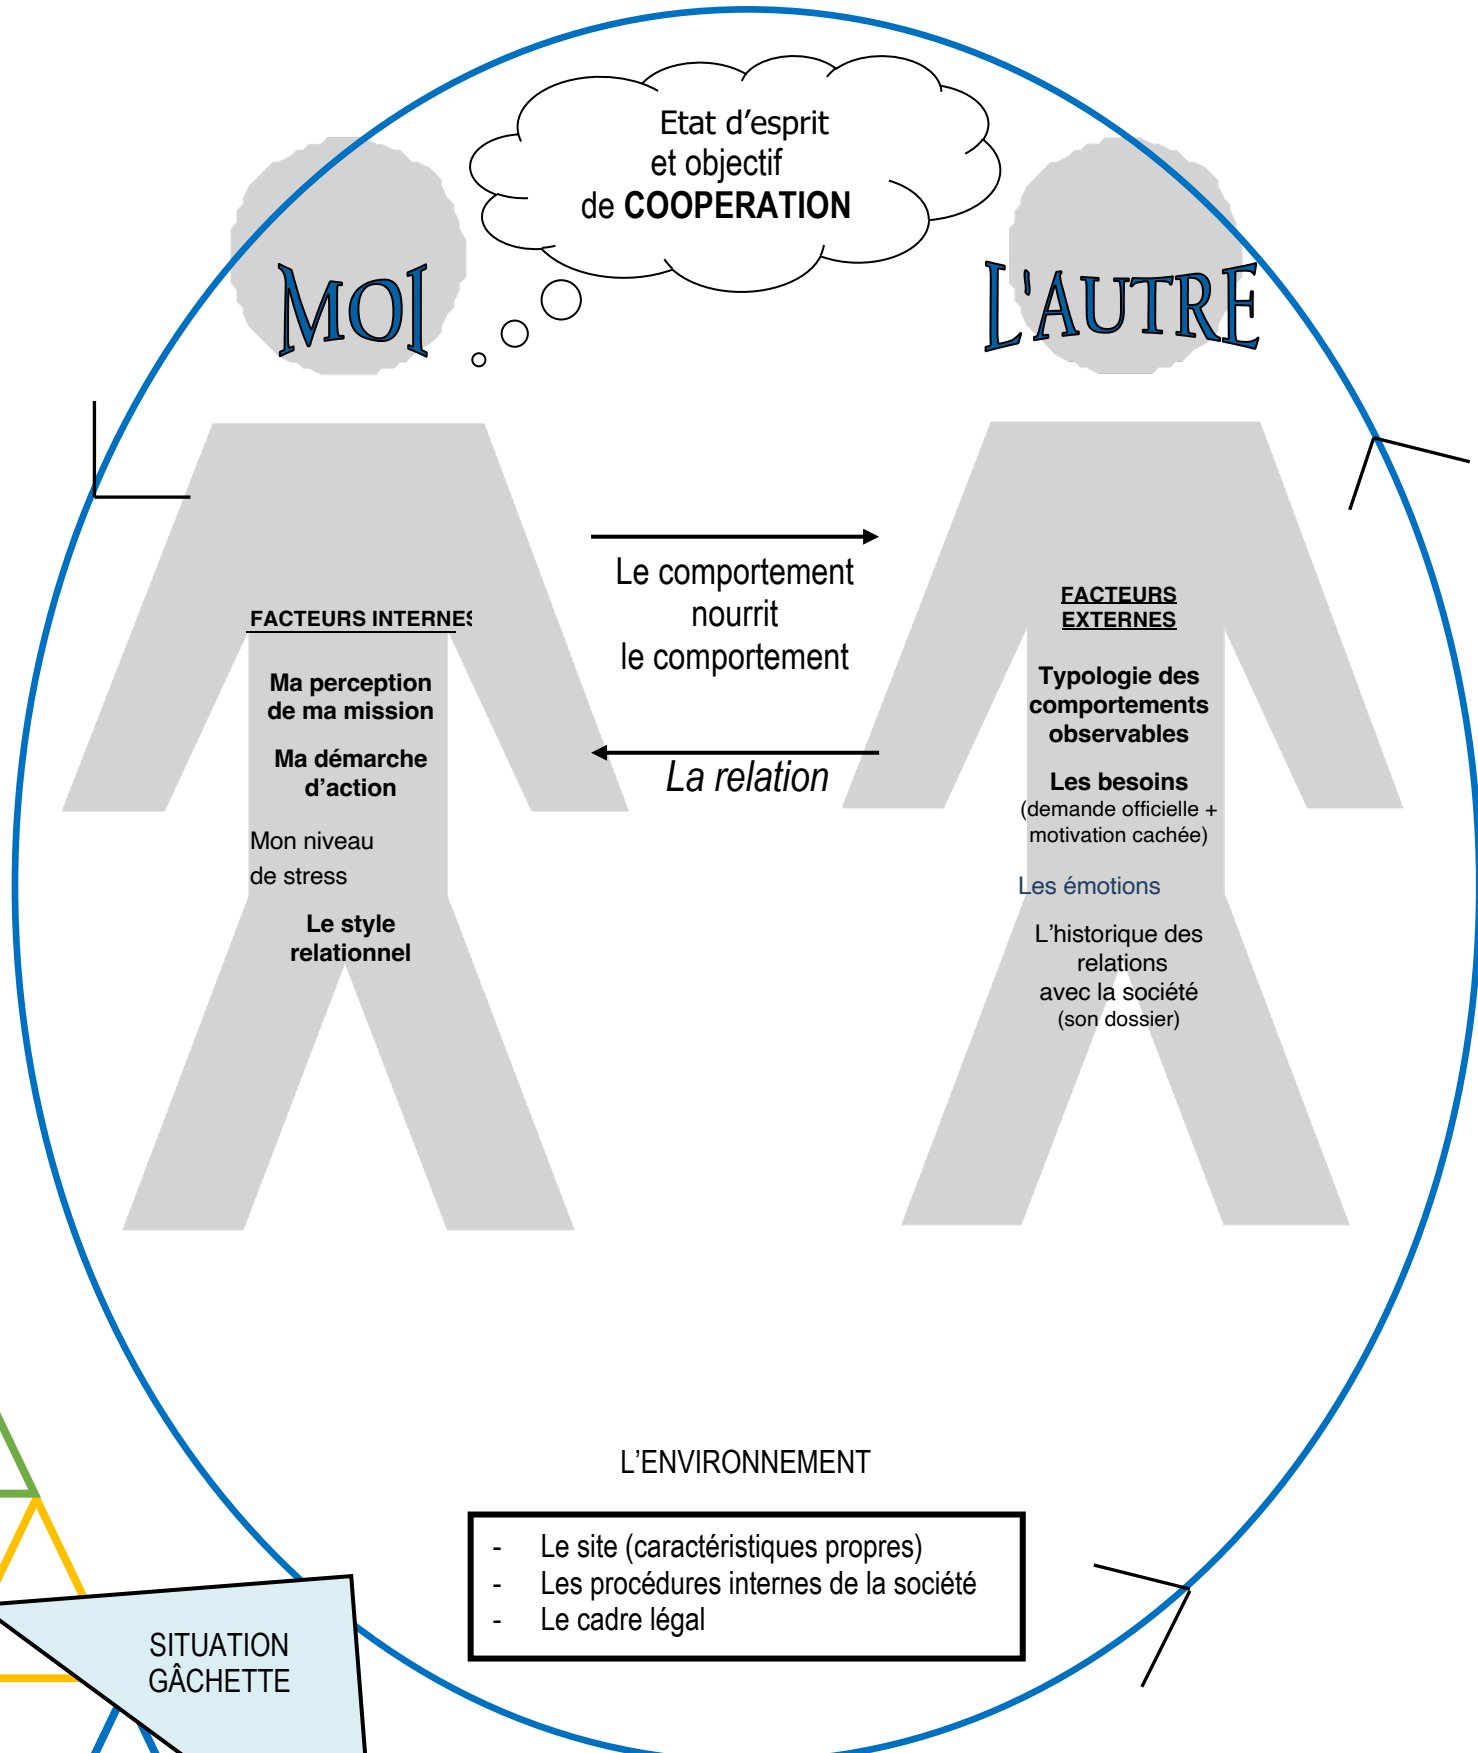 Etat d’esprit
et objectif
de COOPERATION
MOI
L'AUTRE
Le comportement
nourrit
le comportement
La relation
FACTEURS INTERNES
Ma perception
de ma mission
Ma démarche
d’action
Mon niveau
de stress
Le style
relationnel
FACTEURS
EXTERNES
Typologie des
comportements
observables
Les besoins
(demande officielle +
motivation cachée)
Les émotions
L’historique des
relations
avec la société
(son dossier)
L’ENVIRONNEMENT
- Le site (caractéristiques propres)
- Les procédures internes de la société
- Le cadre légal
SITUATION
GÂCHETTE